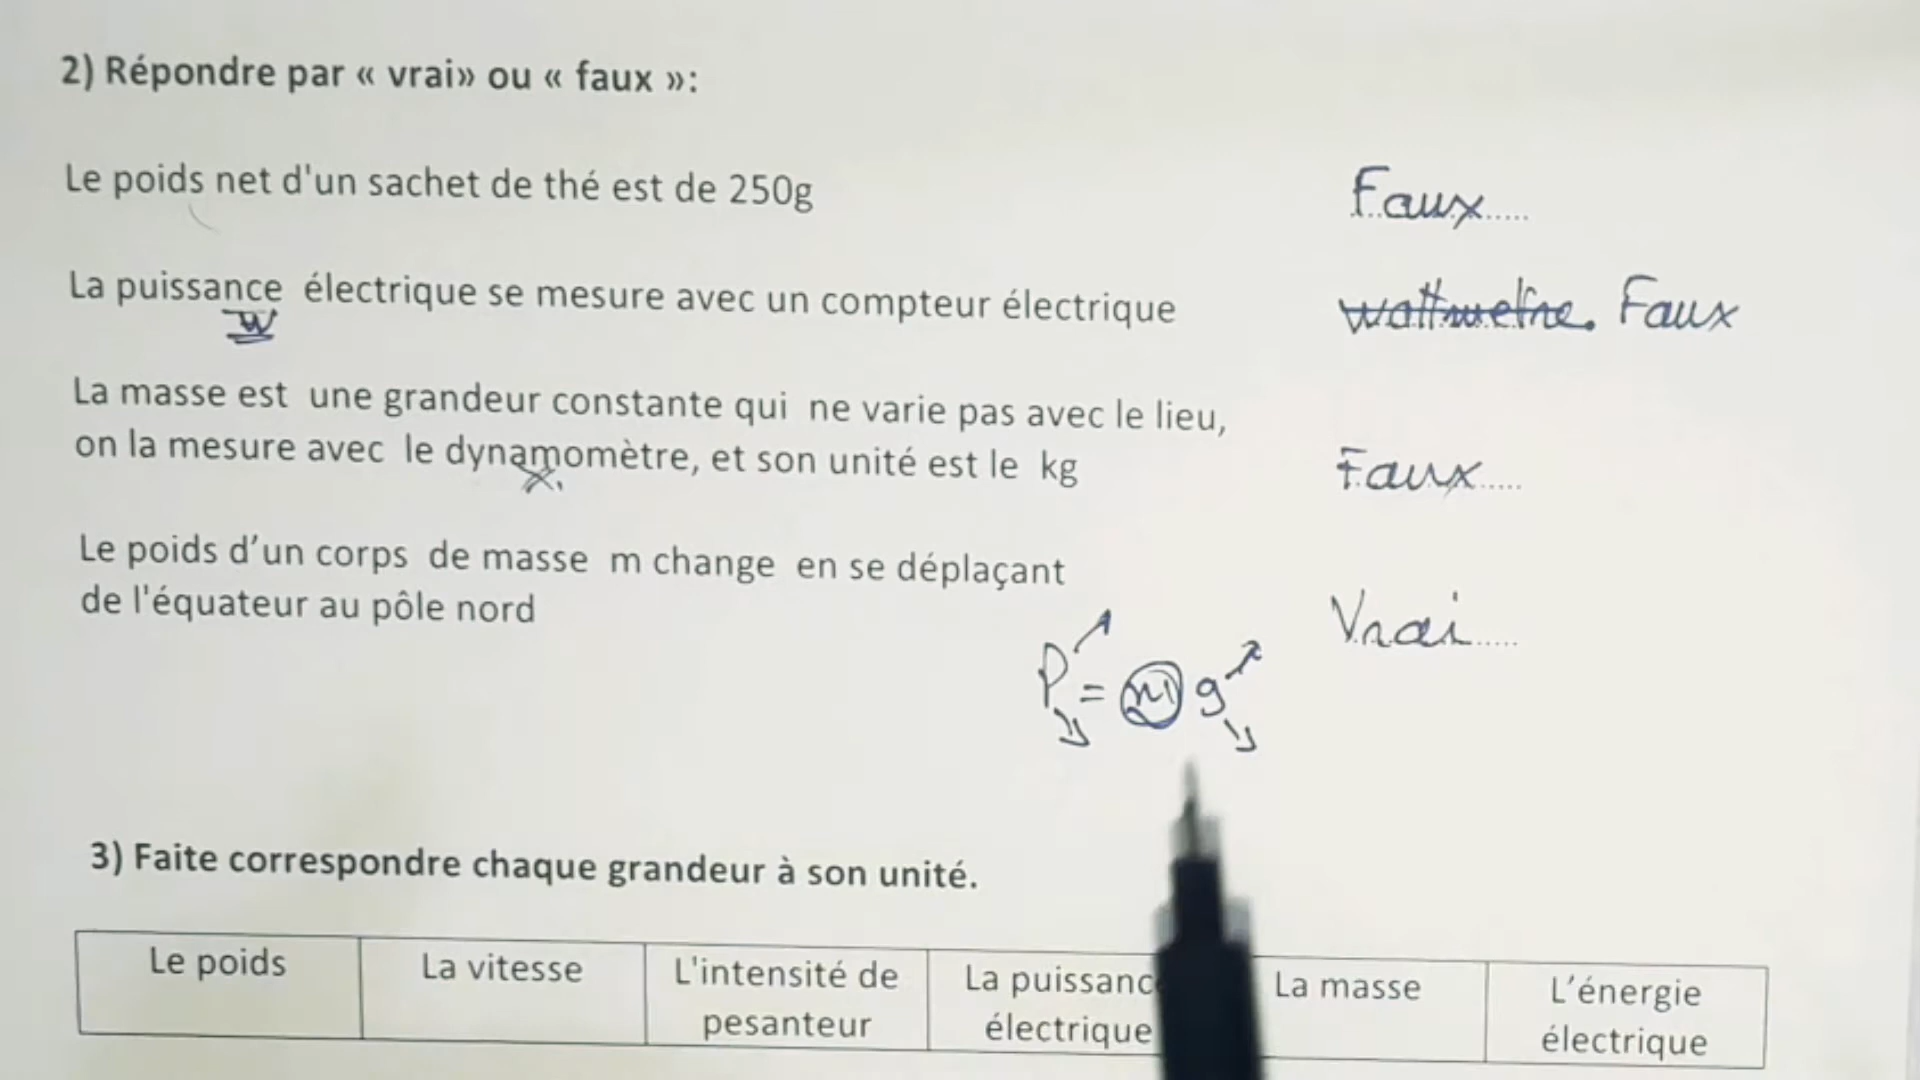 2) Répondre par « vrai» ou « faux »:
Le poids net d'un sachet de thé est de 250g Faux.....
La puissance électrique se mesure avec un compteur électrique wattmetre. Faux
W
La masse est une grandeur constante qui ne varie pas avec le lieu,
on la mesure avec le dynamomètre, et son unité est le kg Faux.....
Le poids d’un corps de masse m change en se déplaçant
de l'équateur au pôle nord Vrai.....
P = m g
3) Faite correspondre chaque grandeur à son unité.
Le poids La vitesse L'intensité de La puissanc La masse L’énergie
pesanteur électrique électrique